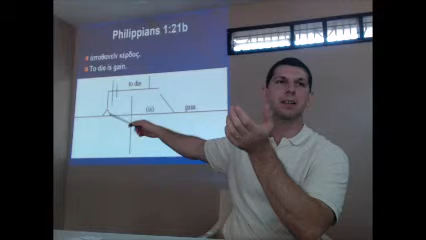 Philippians 1:21b
ἀποθανεῖν κέρδος.
To die is gain.
to die
(is)
gain